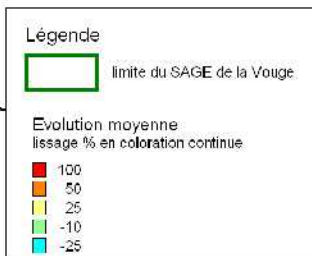 Légende
limite du SAGE de la Vouge
Evolution moyenne
lissage % en coloration continue
100
50
25
-10
-25